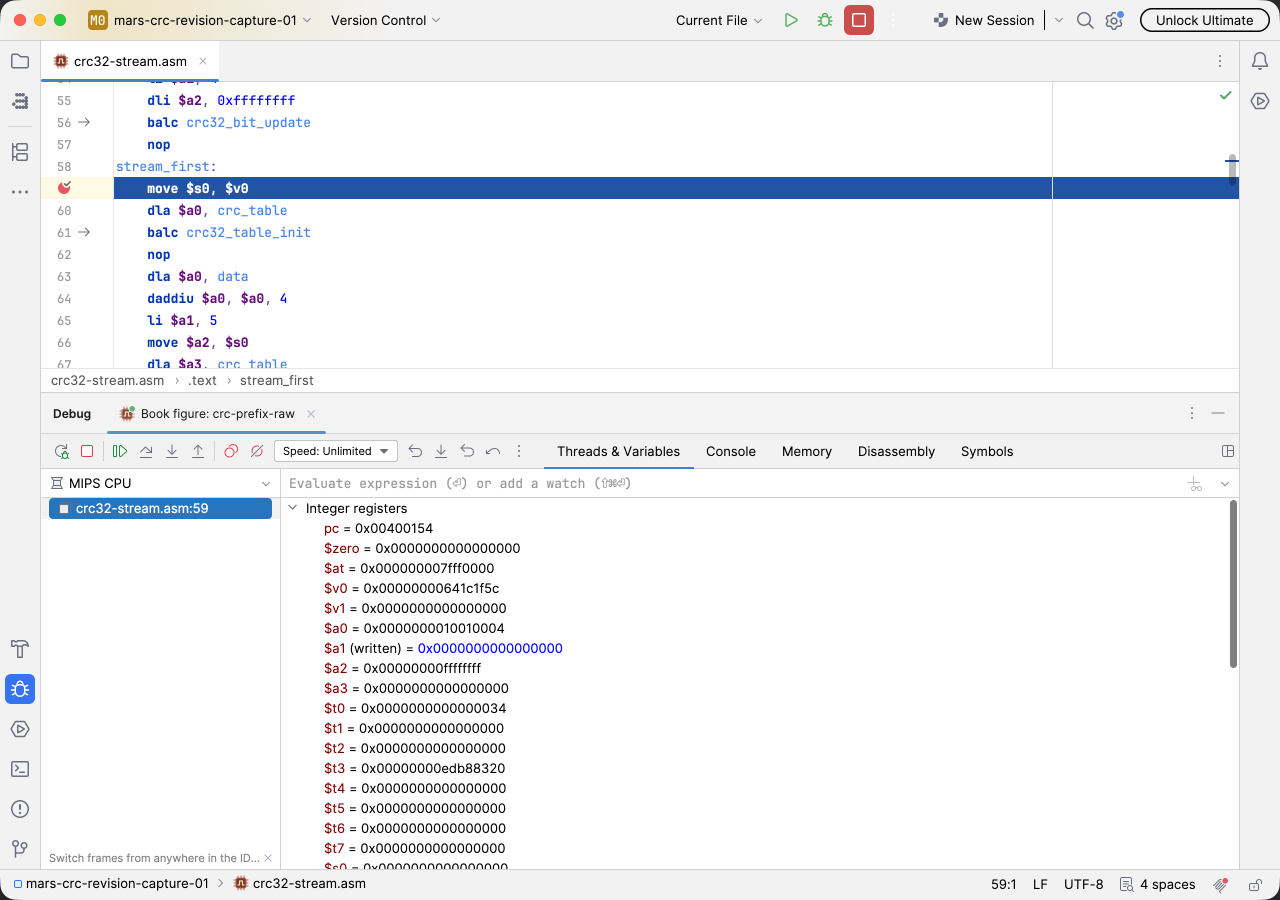 M0 mars-crc-revision-capture-01 Version Control Current File New Session Unlock Ultimate
crc32-stream.asm
55 dli $a2, 0xffffffff
56 balc crc32_bit_update
57 nop
58 stream_first:
move $s0, $v0
60 dla $a0, crc_table
61 balc crc32_table_init
62 nop
63 dla $a0, data
64 daddiu $a0, $a0, 4
65 li $a1, 5
66 move $a2, $s0
67 dla $a3, crc_table
crc32-stream.asm › .text › stream_first
Debug Book figure: crc-prefix-raw
Speed: Unlimited Threads & Variables Console Memory Disassembly Symbols
MIPS CPU
Evaluate expression (⏎) or add a watch (⇧⌘⏎)
crc32-stream.asm:59
Integer registers
pc = 0x00400154
$zero = 0x0000000000000000
$at = 0x000000007fff0000
$v0 = 0x00000000641c1f5c
$v1 = 0x0000000000000000
$a0 = 0x0000000010010004
$a1 (written) = 0x0000000000000000
$a2 = 0x00000000ffffffff
$a3 = 0x0000000000000000
$t0 = 0x0000000000000034
$t1 = 0x0000000000000000
$t2 = 0x0000000000000000
$t3 = 0x00000000edb88320
$t4 = 0x0000000000000000
$t5 = 0x0000000000000000
$t6 = 0x0000000000000000
$t7 = 0x0000000000000000
$s0 = 0x0000000000000000
Switch frames from anywhere in the ID...
mars-crc-revision-capture-01 › crc32-stream.asm 59:1 LF UTF-8 4 spaces